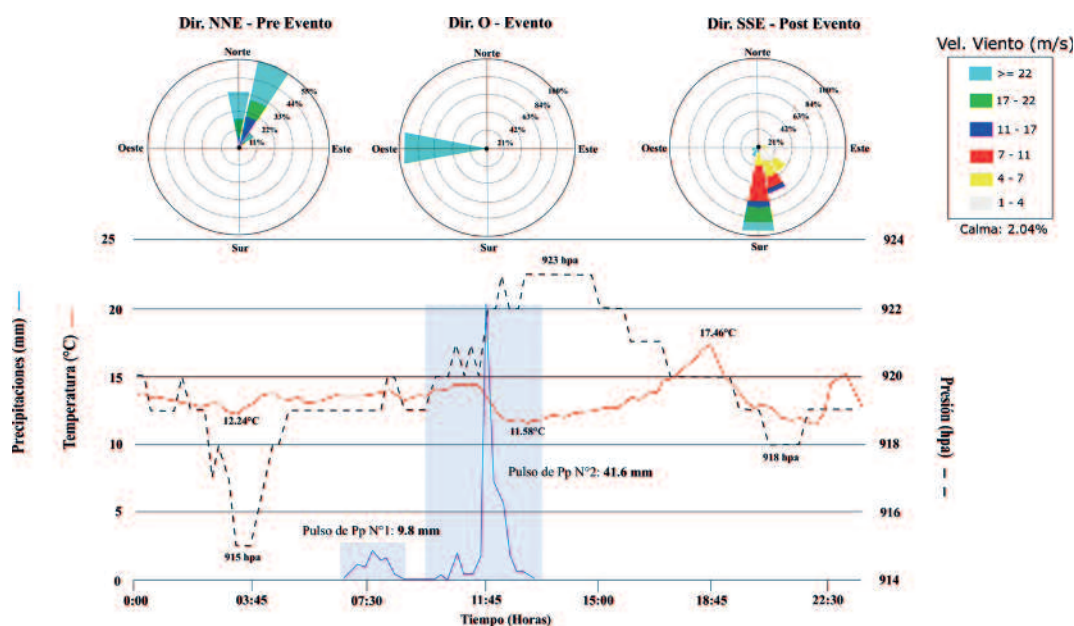 Dir. NNE - Pre Evento
Dir. O - Evento
Dir. SSE - Post Evento
Norte
55%
44%
33%
22%
11%
Oeste
Este
Sur
Norte
100%
84%
63%
42%
21%
Oeste
Este
Norte
100%
84%
63%
42%
21%
Oeste
Este
Sur
Vel. Viento (m/s)
>= 22
17 - 22
11 - 17
7 - 11
4 - 7
1 - 4
Calma: 2.04%
25
20
15
10
5
0
924
922
920
918
916
914
Precipitaciones (mm)
Temperatura (°C)
Presión (hpa)
923 hpa
17.46°C
12.24°C
11.58°C
918 hpa
Pulso de Pp N°2: 41.6 mm
Pulso de Pp N°1: 9.8 mm
915 hpa
0:00
03:45
07:30
11:45
15:00
18:45
22:30
Tiempo (Horas)